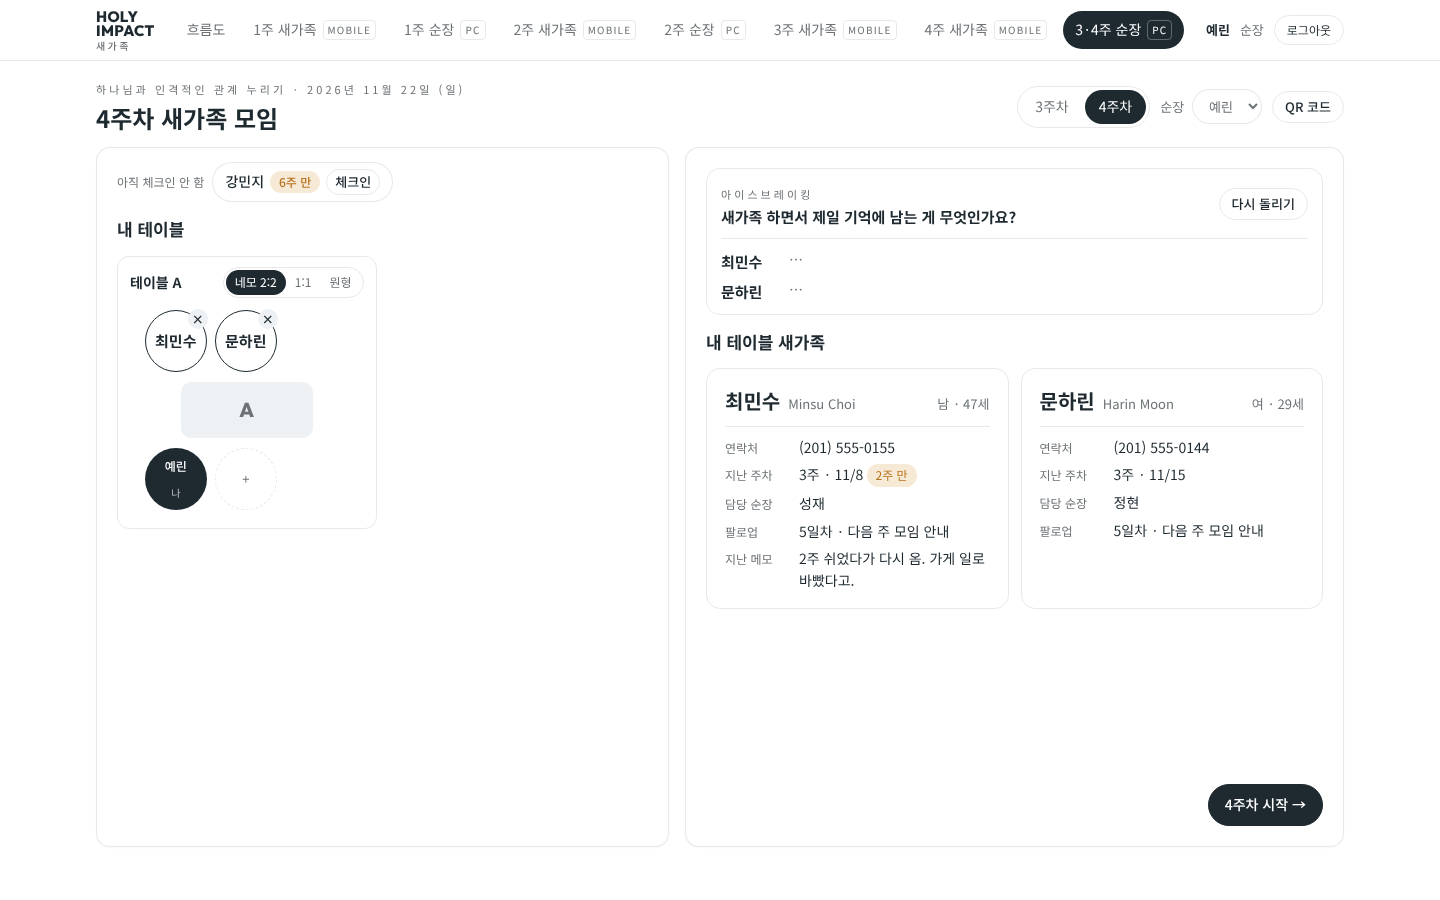 HOLY
IMPACT
새가족
흐름도
1주 새가족 MOBILE
1주 순장 PC
2주 새가족 MOBILE
2주 순장 PC
3주 새가족 MOBILE
4주 새가족 MOBILE
3·4주 순장 PC
예린 순장
로그아웃
하나님과 인격적인 관계 누리기 · 2026년 11월 22일 (일)
4주차 새가족 모임
3주차 4주차
순장 예린
QR 코드
아직 체크인 안 함 강민지 6주 만 체크인
내 테이블
테이블 A 네모 2:2 1:1 원형
최민수 ✕ 문하린 ✕
A
예린
나
+
아이스브레이킹
새가족 하면서 제일 기억에 남는 게 무엇인가요?
다시 돌리기
최민수 ...
문하린 ...
내 테이블 새가족
최민수 Minsu Choi 남 · 47세
연락처 (201) 555-0155
지난 주차 3주 · 11/8 2주 만
담당 순장 성재
팔로업 5일차 · 다음 주 모임 안내
지난 메모 2주 쉬었다가 다시 옴. 가게 일로
바빴다고.
문하린 Harin Moon 여 · 29세
연락처 (201) 555-0144
지난 주차 3주 · 11/15
담당 순장 정현
팔로업 5일차 · 다음 주 모임 안내
4주차 시작 →